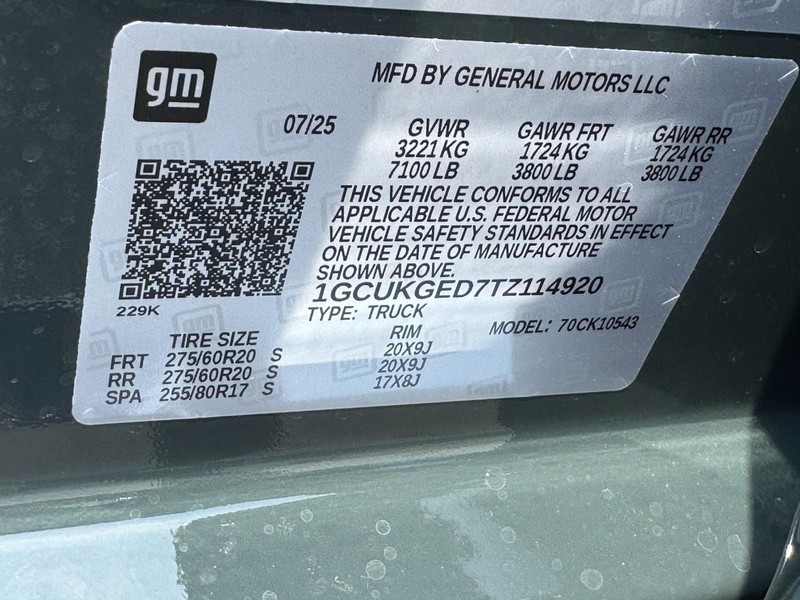 gm
MFD BY GENERAL MOTORS LLC
07/25 GVWR GAWR FRT GAWR RR
3221 KG 1724 KG 1724 KG
7100 LB 3800 LB 3800 LB
THIS VEHICLE CONFORMS TO ALL
APPLICABLE U.S. FEDERAL MOTOR
VEHICLE SAFETY STANDARDS IN EFFECT
ON THE DATE OF MANUFACTURE
SHOWN ABOVE.
1GCUKGED7TZ114920
229K
TYPE: TRUCK MODEL: 70CK10543
TIRE SIZE RIM
FRT 275/60R20 S 20X9J
RR 275/60R20 S 20X9J
SPA 255/80R17 S 17X8J